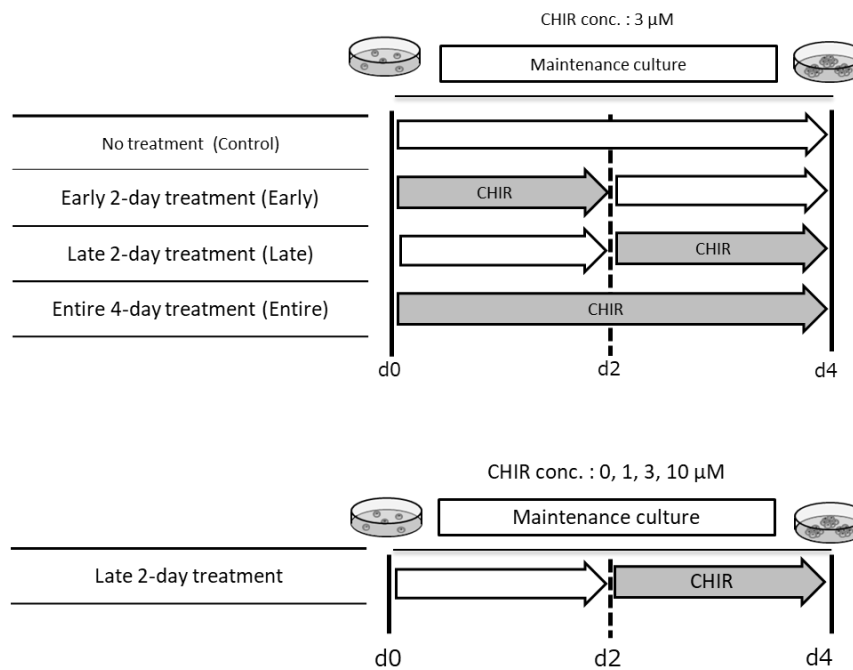 CHIR conc. : 3 µM
Maintenance culture
No treatment (Control)
Early 2-day treatment (Early)
CHIR
Late 2-day treatment (Late)
CHIR
Entire 4-day treatment (Entire)
CHIR
d0
d2
d4
CHIR conc. : 0, 1, 3, 10 µM
Maintenance culture
Late 2-day treatment
CHIR
d0
d2
d4